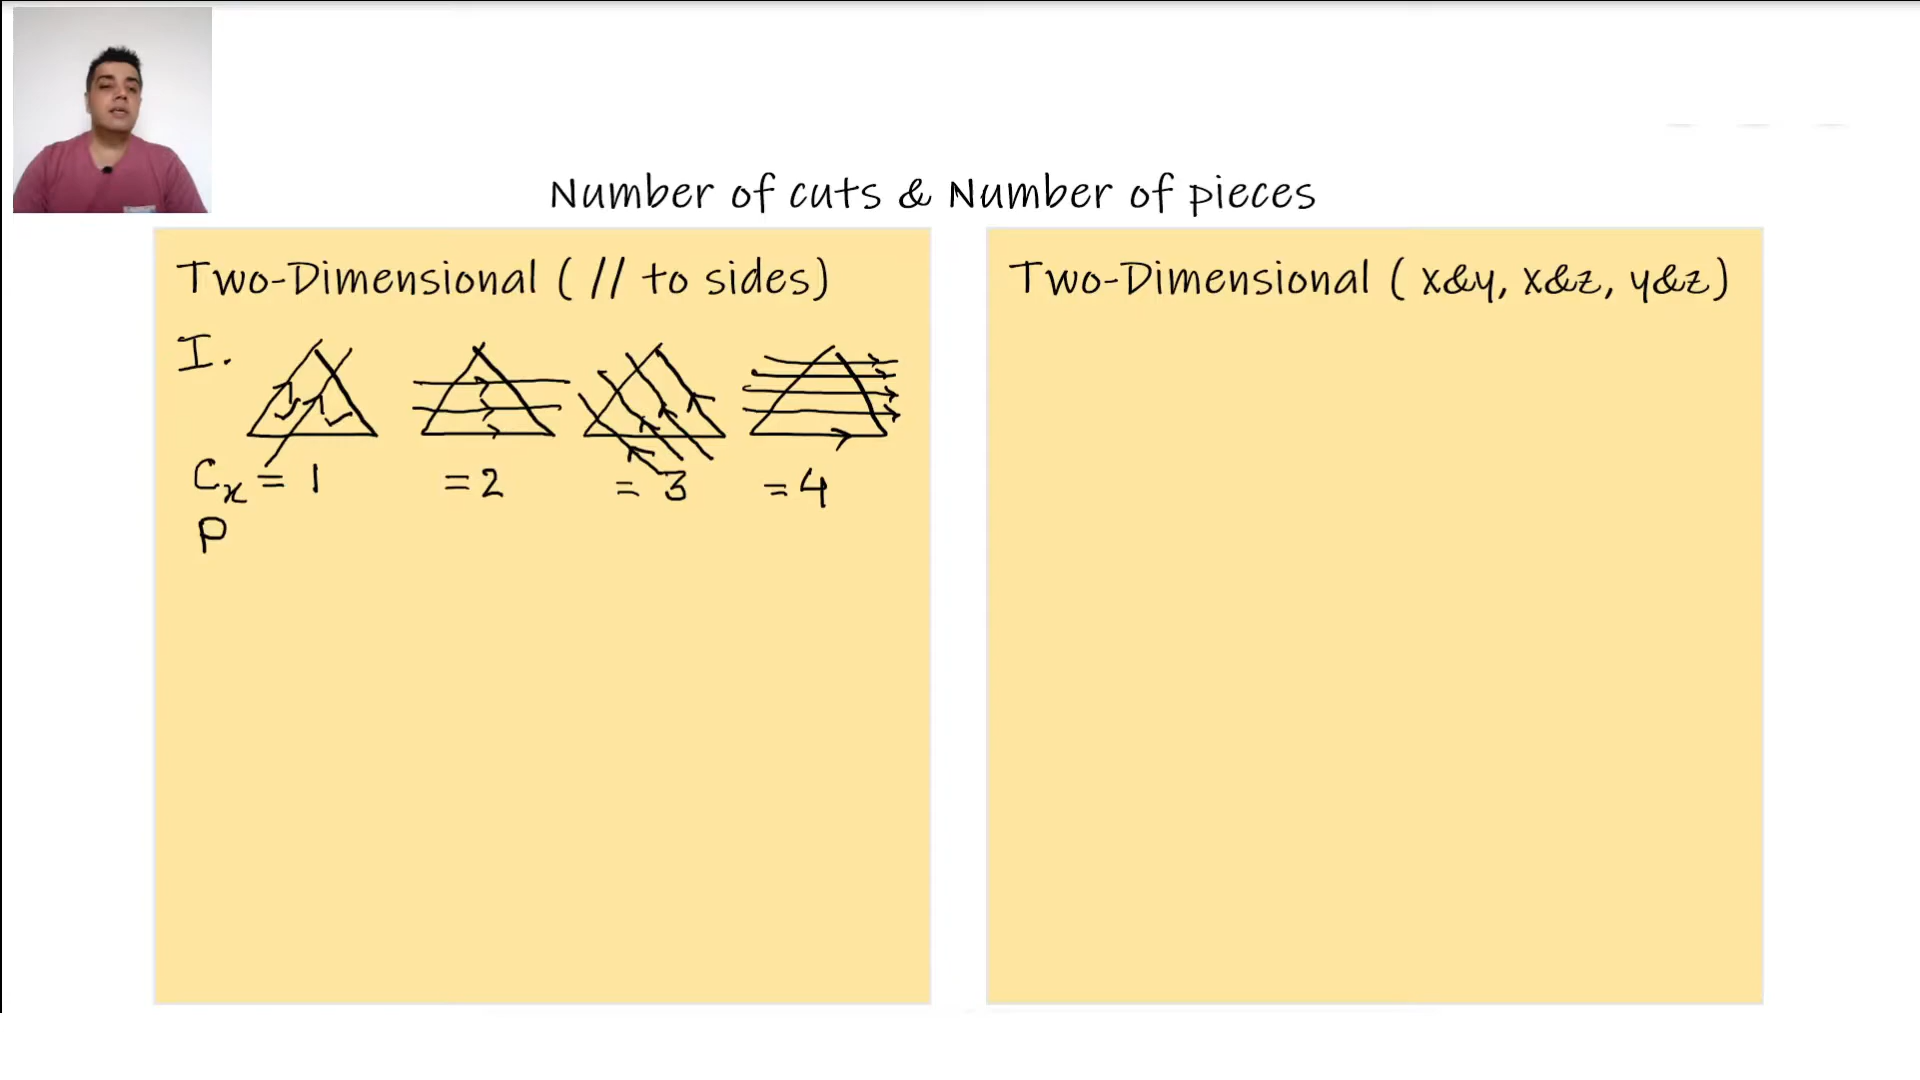 Number of cuts & Number of pieces
Two-Dimensional ( // to sides)
I.
Cx = 1 = 2 = 3 = 4
P
Two-Dimensional ( x&y, x&z, y&z)